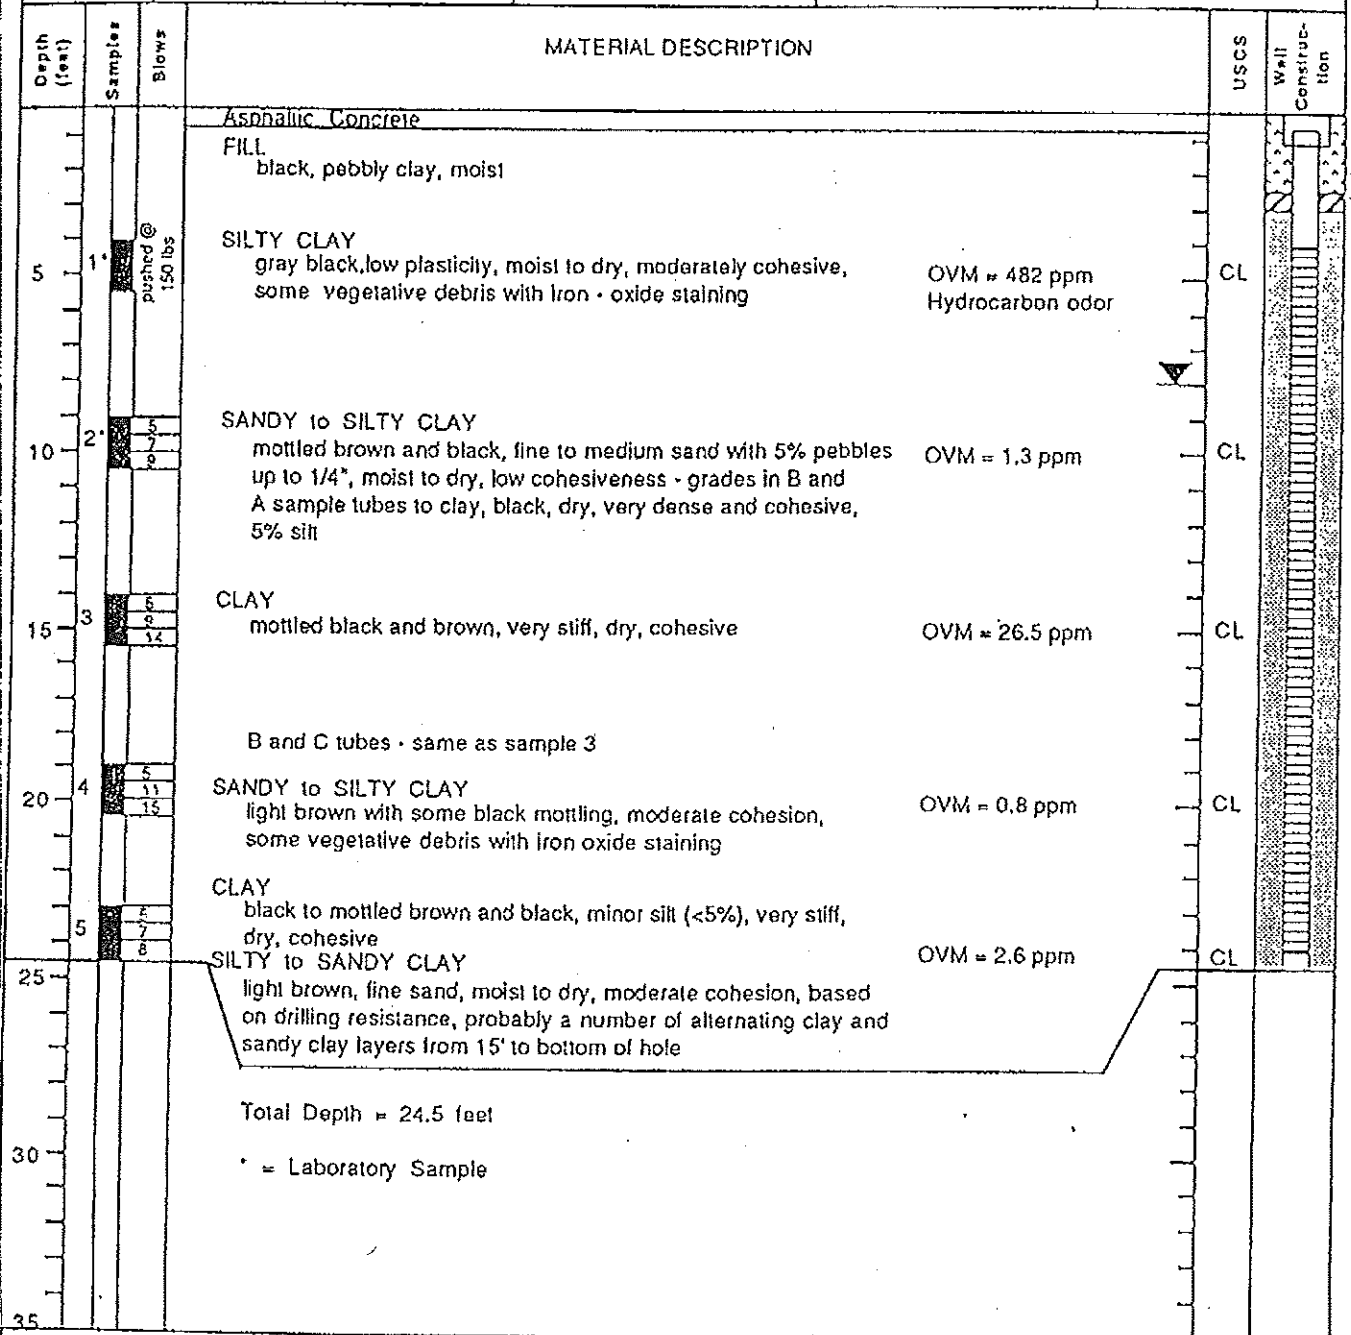 Depth (feet)
Samples
Blows
MATERIAL DESCRIPTION
USCS
Well Construc-tion
Asphaltic Concrete
FILL
black, pebbly clay, moist
SILTY CLAY
gray black,low plasticity, moist to dry, moderately cohesive,
some vegetative debris with iron - oxide staining
OVM = 482 ppm
Hydrocarbon odor
5
1*
pushed @
150 lbs
CL
SANDY to SILTY CLAY
mottled brown and black, fine to medium sand with 5% pebbles
up to 1/4", moist to dry, low cohesiveness - grades in B and
A sample tubes to clay, black, dry, very dense and cohesive,
5% silt
OVM = 1.3 ppm
10
2*
5
7
9
CL
CLAY
mottled black and brown, very stiff, dry, cohesive
OVM = 26.5 ppm
15
3
6
9
14
CL
B and C tubes - same as sample 3
SANDY to SILTY CLAY
light brown with some black mottling, moderate cohesion,
some vegetative debris with iron oxide staining
OVM = 0.8 ppm
20
4
5
11
15
CL
CLAY
black to mottled brown and black, minor silt (<5%), very stiff,
dry, cohesive
SILTY to SANDY CLAY
light brown, fine sand, moist to dry, moderate cohesion, based
on drilling resistance, probably a number of alternating clay and
sandy clay layers from 15' to bottom of hole
OVM = 2.6 ppm
25
5
7
8
CL
Total Depth = 24.5 feet
30
* = Laboratory Sample
35